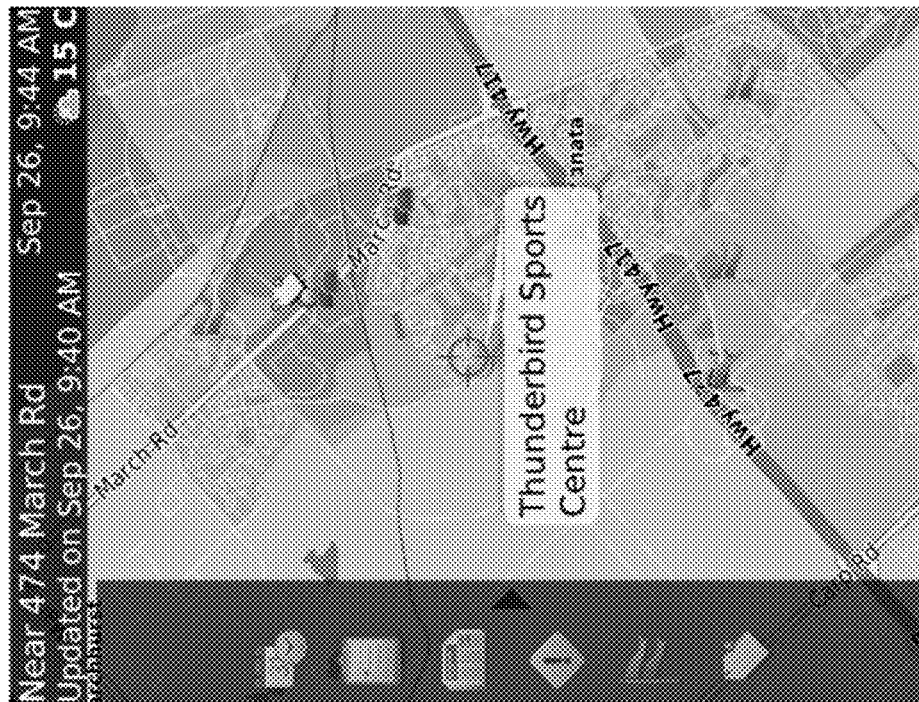 Near 474 March Rd
Sep 26, 9:44 AM
Updated on Sep 26, 9:40 AM
15 C
March Rd
March Rd
Hwy 417
anata
Thunderbird Sports
Centre
Hwy 417
Hwy 417